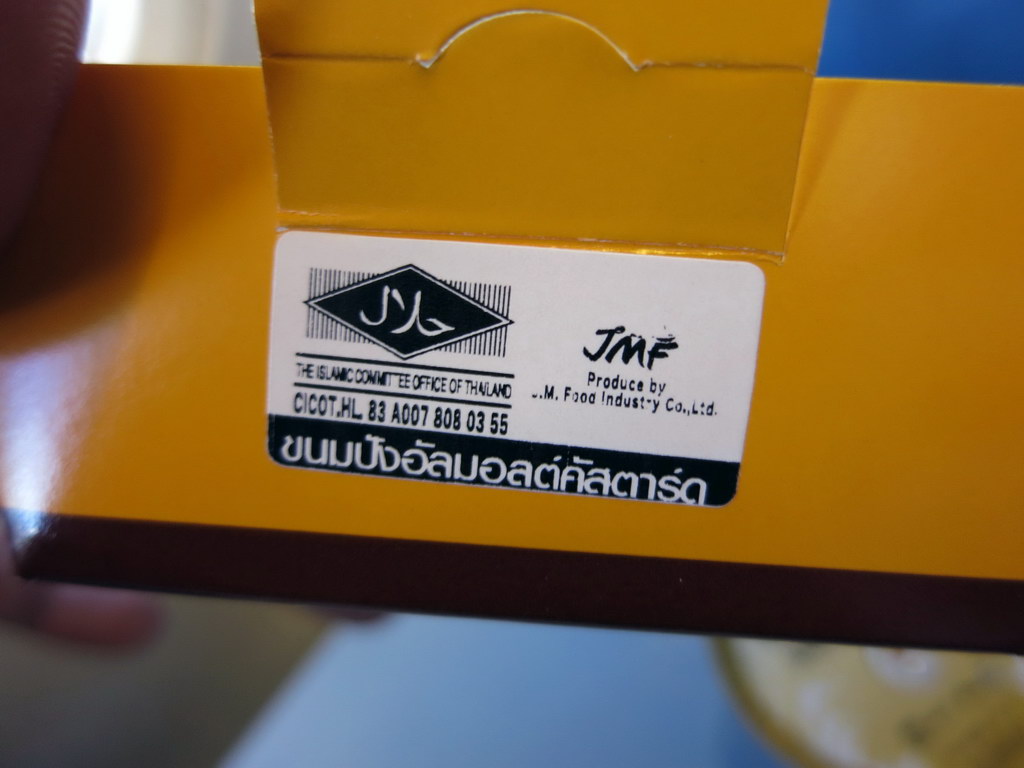 حلال
THE ISLAMIC COMMITTEE OFFICE OF THAILAND
CICOT.HL. 83 A007 808 03 55
JMF
Produce by
J.M. Food Industry Co.,Ltd.
ขนมปังอัลมอลต์คัสตาร์ด